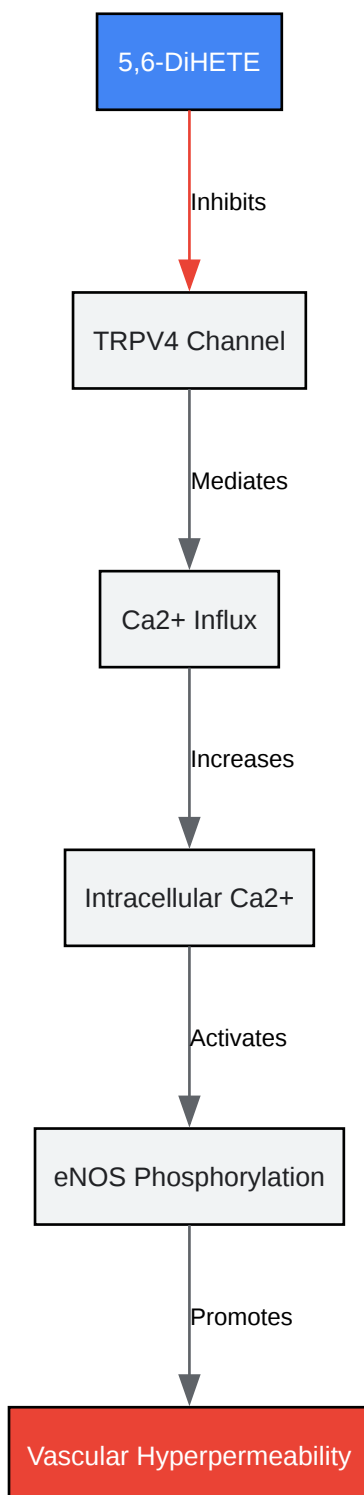 5,6-DiHETE
Inhibits
TRPV4 Channel
Mediates
Ca2+ Influx
Increases
Intracellular Ca2+
Activates
eNOS Phosphorylation
Promotes
Vascular Hyperpermeability